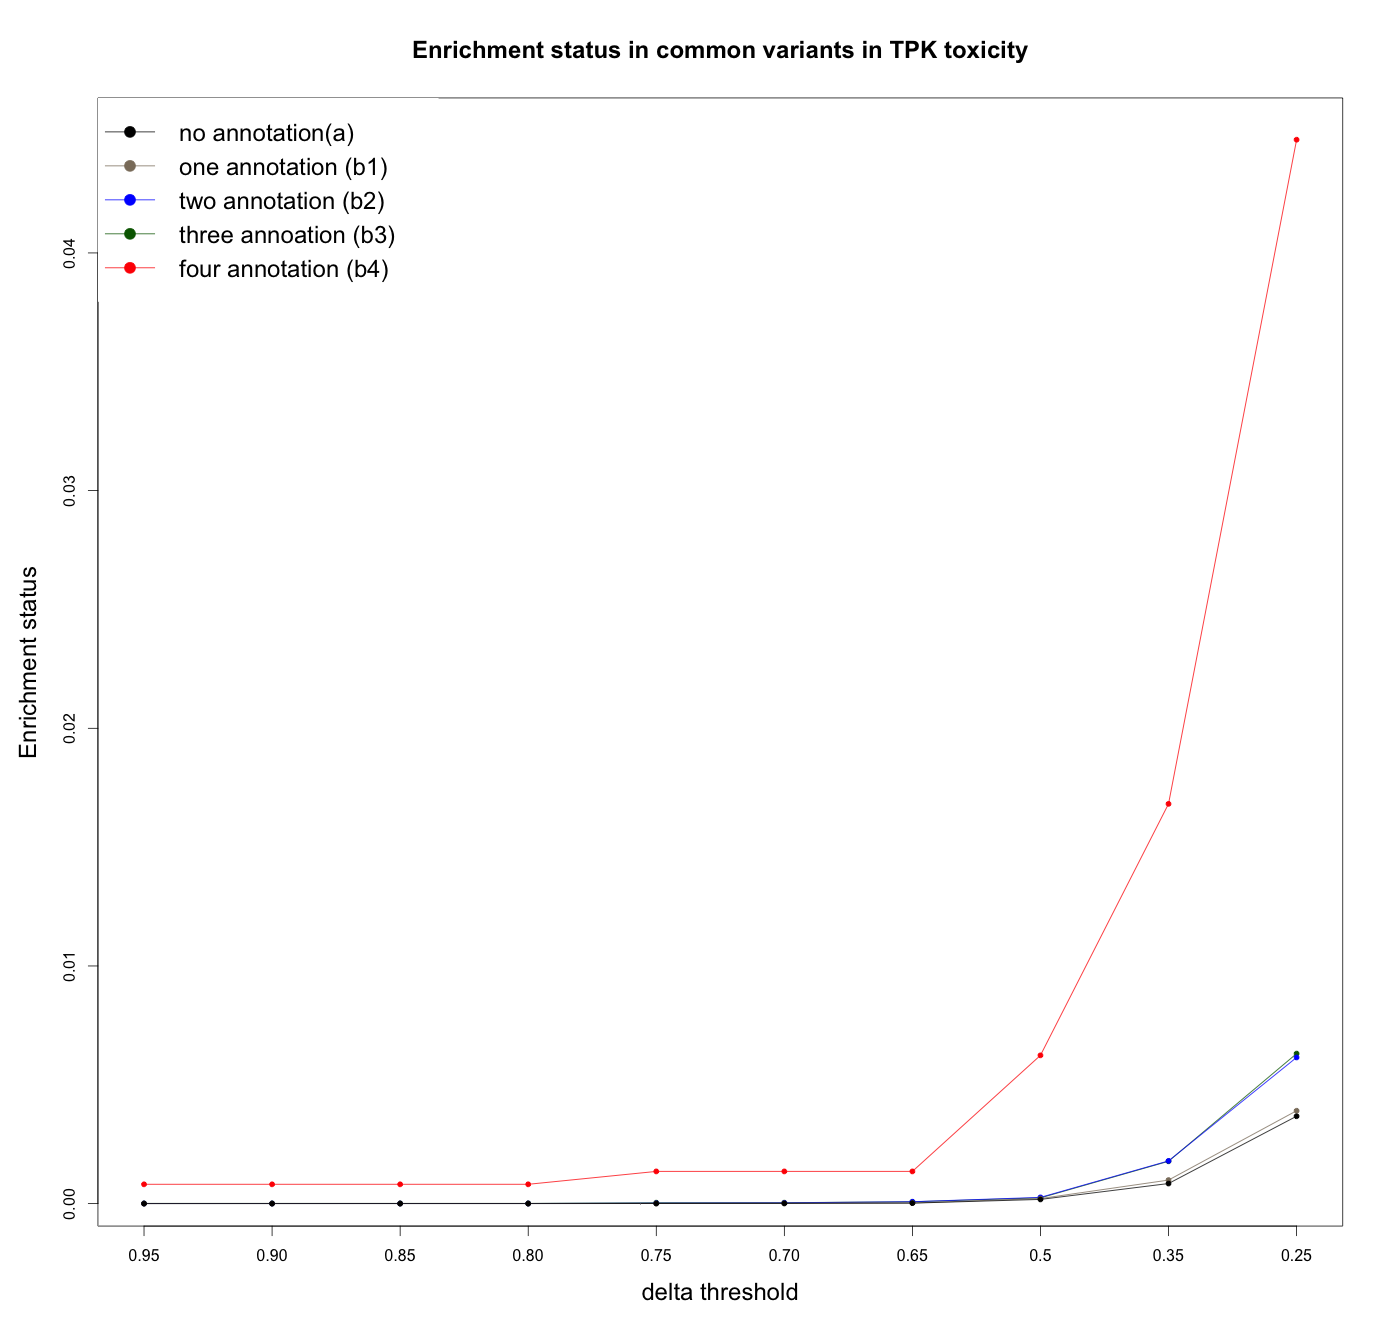 Enrichment status in common variants in TPK toxicity
no annotation(a)
one annotation (b1)
two annotation (b2)
three annoation (b3)
four annotation (b4)
Enrichment status
0.04
0.03
0.02
0.01
0.00
0.95 0.90 0.85 0.80 0.75 0.70 0.65 0.5 0.35 0.25
delta threshold